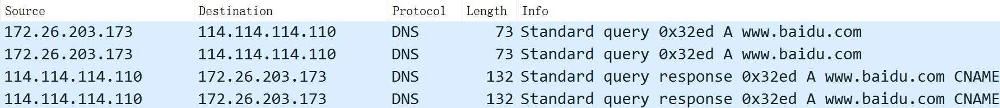 Source Destination Protocol Length Info
172.26.203.173 114.114.114.110 DNS 73 Standard query 0x32ed A www.baidu.com
172.26.203.173 114.114.114.110 DNS 73 Standard query 0x32ed A www.baidu.com
114.114.114.110 172.26.203.173 DNS 132 Standard query response 0x32ed A www.baidu.com CNAME
114.114.114.110 172.26.203.173 DNS 132 Standard query response 0x32ed A www.baidu.com CNAME